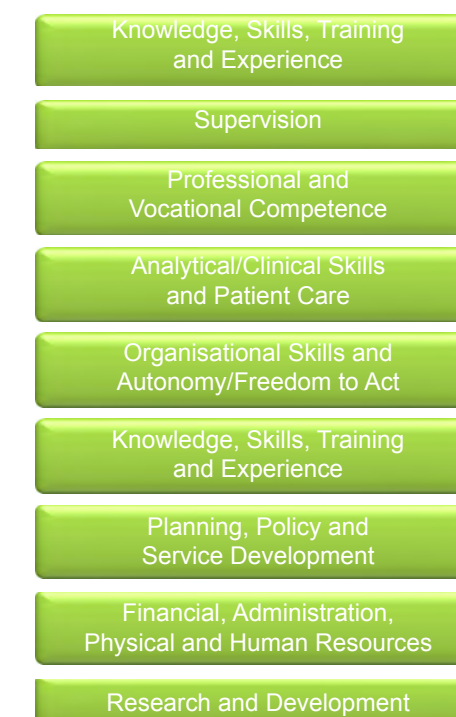 Knowledge, Skills, Training
and Experience
Supervision
Professional and
Vocational Competence
Analytical/Clinical Skills
and Patient Care
Organisational Skills and
Autonomy/Freedom to Act
Knowledge, Skills, Training
and Experience
Planning, Policy and
Service Development
Financial, Administration,
Physical and Human Resources
Research and Development